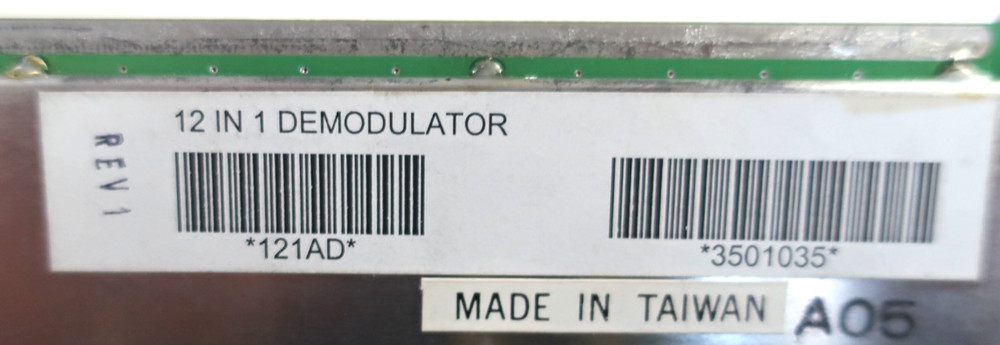 12 IN 1 DEMODULATOR
REV 1
*121AD*
*3501035*
MADE IN TAIWAN
A05